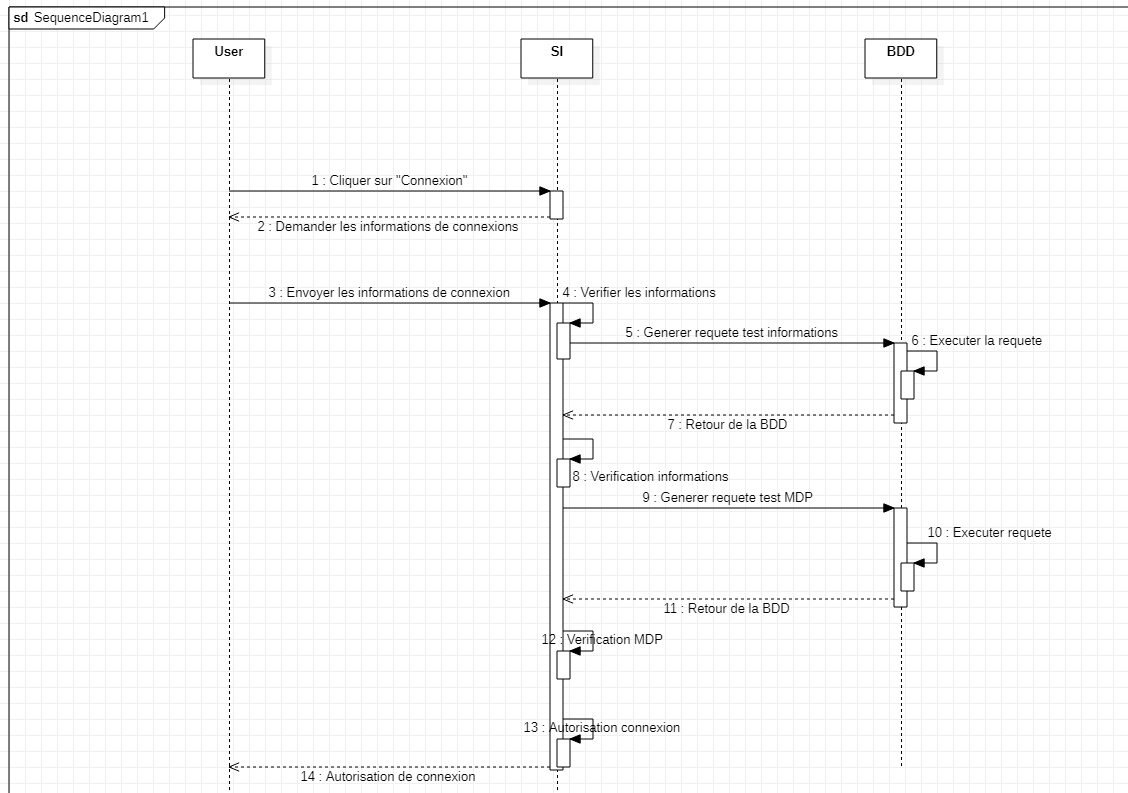 sd SequenceDiagram1
User
SI
BDD
1 : Cliquer sur "Connexion"
2 : Demander les informations de connexions
3 : Envoyer les informations de connexion
4 : Verifier les informations
5 : Generer requete test informations
6 : Executer la requete
7 : Retour de la BDD
8 : Verification informations
9 : Generer requete test MDP
10 : Executer requete
11 : Retour de la BDD
12 : Verification MDP
13 : Autorisation connexion
14 : Autorisation de connexion